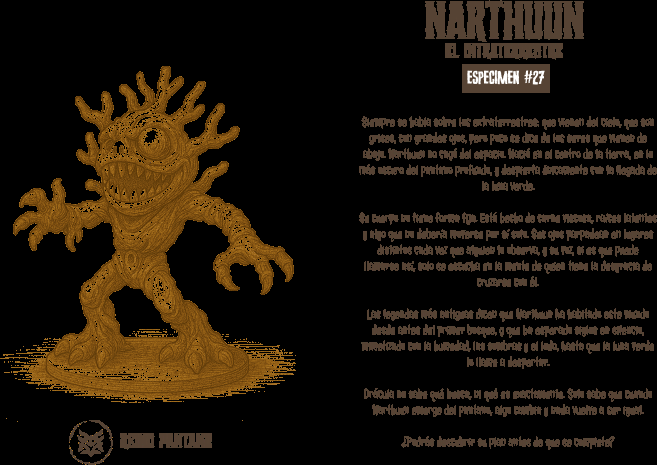 NARTHUUN
EL INTRATERRESTRE
ESPECIMEN #27
Siempre se habla sobre los extraterrestres: que vienen del cielo, que son
grises, con grandes ojos, pero poco se dice de los seres que vienen de
abajo. Narthuun no cayó del espacio. Nació en el centro de la tierra, en lo
más oscuro del pantano profundo, y despierta únicamente con la llegada de
la luna verde.
Su cuerpo no tiene forma fija. Está hecho de carne viscosa, raíces latentes
y algo que no debería moverse por sí solo. Sus ojos parpadean en lugares
distintos cada vez que alguien lo observa, y su voz, si es que puede
llamarse así, solo se escucha en la mente de quien tiene la desgracia de
cruzarse con él.
Las leyendas más antiguas dicen que Narthuun ha habitado este mundo
desde antes del primer bosque, y que ha esperado siglos en silencio,
con la humedad, las sombras y el lodo, hasta que la luna verde
lo llame a despertar.
Drácula no sabe qué busca, ni qué es exactamente. Solo sabe que cuando
Narthuun emerge del pantano, algo cambia y nada vuelve a ser igual.
¿Podrás descubrir su plan antes de que se complete?
REINO PANTANO